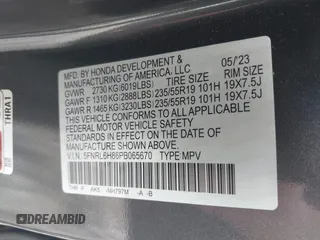 MFD. BY HONDA DEVELOPMENT & 05/'23
MANUFACTURING OF AMERICA, LLC
TIRE SIZE RIM SIZE
GVWR 2730 KG(6019LBS)
GAWR F 1310 KG(2888LBS) 235/55R19 101H 19X7.5J
GAWR R 1465 KG(3230LBS) 235/55R19 101H 19X7.5J
THIS VEHICLE CONFORMS TO ALL APPLICABLE
FEDERAL MOTOR VEHICLE SAFETY
STANDARDS IN EFFECT ON THE DATE OF
MANUFACTURE SHOWN ABOVE.
V.I.N.: 5FNRL6H86PB065670 TYPE: MPV
NH797M -A -B
THRA1
DREAMBID